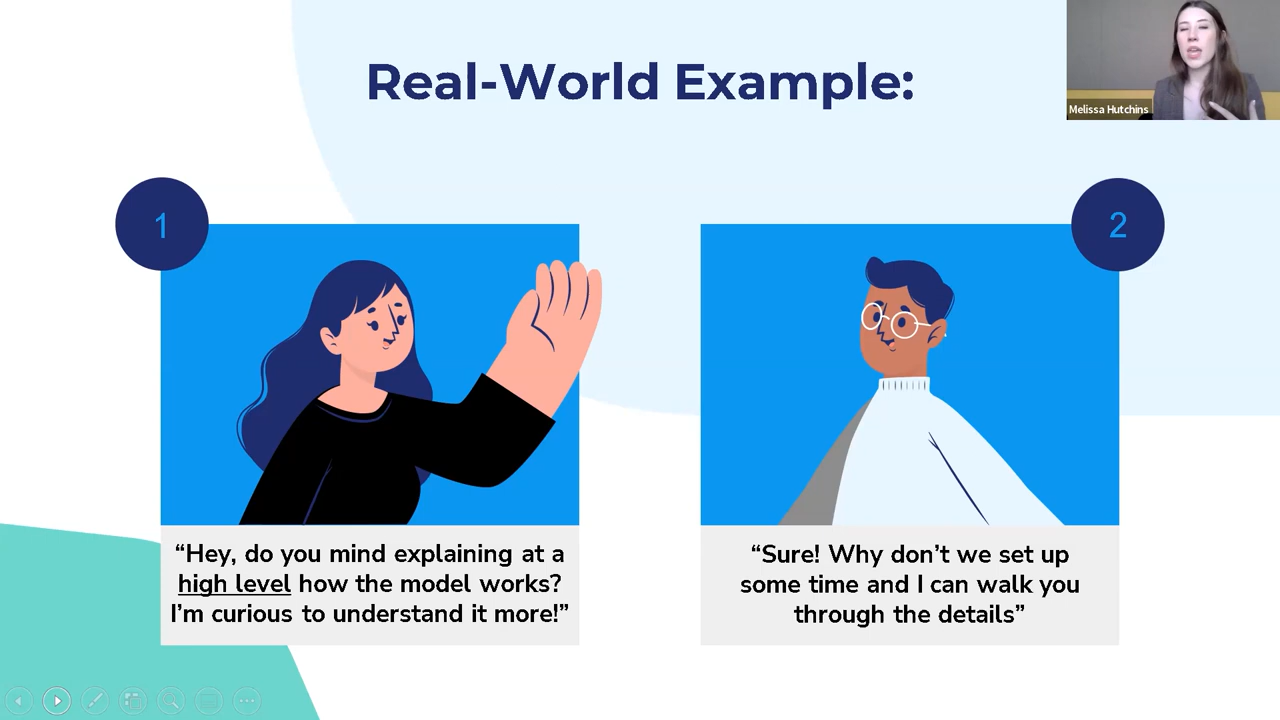 Real-World Example:
Melissa Hutchins
1
2
“Hey, do you mind explaining at a
high level how the model works?
I’m curious to understand it more!”
“Sure! Why don’t we set up
some time and I can walk you
through the details”